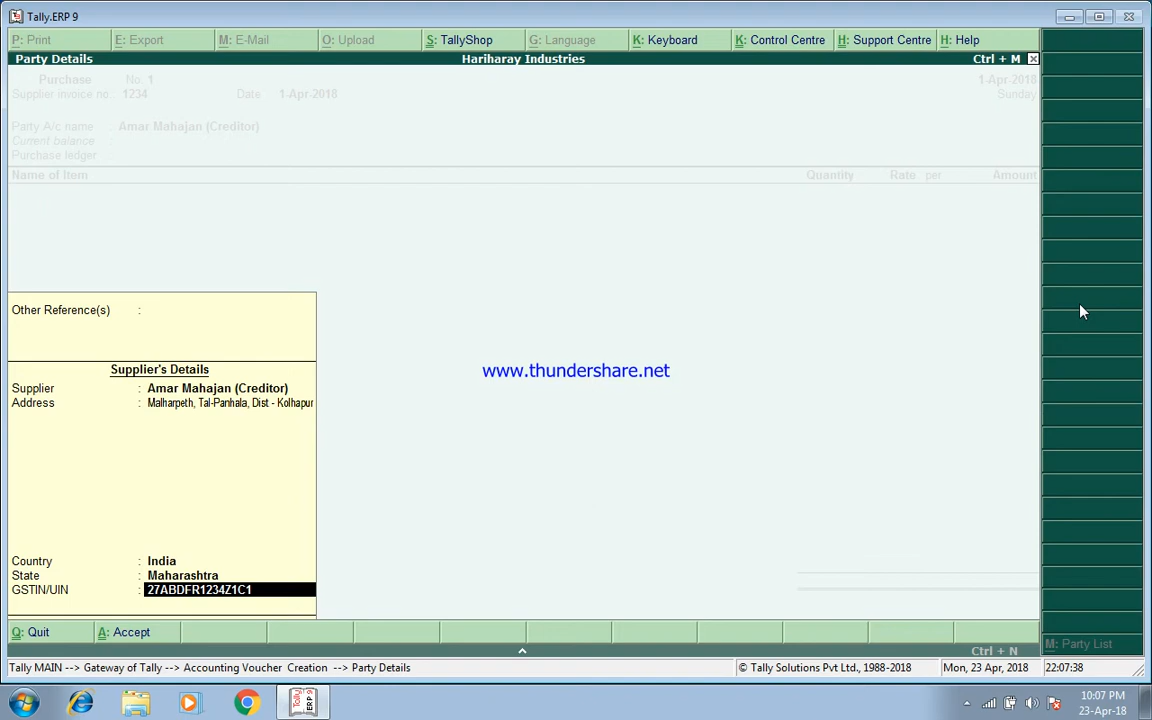 Tally.ERP 9
P: Print E: Export M: E-Mail O: Upload S: TallyShop G: Language K: Keyboard K: Control Centre H: Support Centre H: Help
Party Details Hariharay Industries Ctrl + M
Purchase No. 1 1-Apr-2018
Supplier invoice no. 1234 Date 1-Apr-2018 Sunday
Party A/c name : Amar Mahajan (Creditor)
Current balance :
Purchase ledger :
Name of Item Quantity Rate per Amount
Other Reference(s) :
www.thundershare.net
Supplier's Details
Supplier : Amar Mahajan (Creditor)
Address : Malharpeth, Tal-Panhala, Dist - Kolhapur
Country : India
State : Maharashtra
GSTIN/UIN : 27ABDFR1234Z1C1
Q: Quit A: Accept
Ctrl + N M: Party List
Tally MAIN --> Gateway of Tally --> Accounting Voucher Creation --> Party Details © Tally Solutions Pvt Ltd., 1988-2018 Mon, 23 Apr, 2018 22:07:38
Tally ERP 9 10:07 PM
23-Apr-18